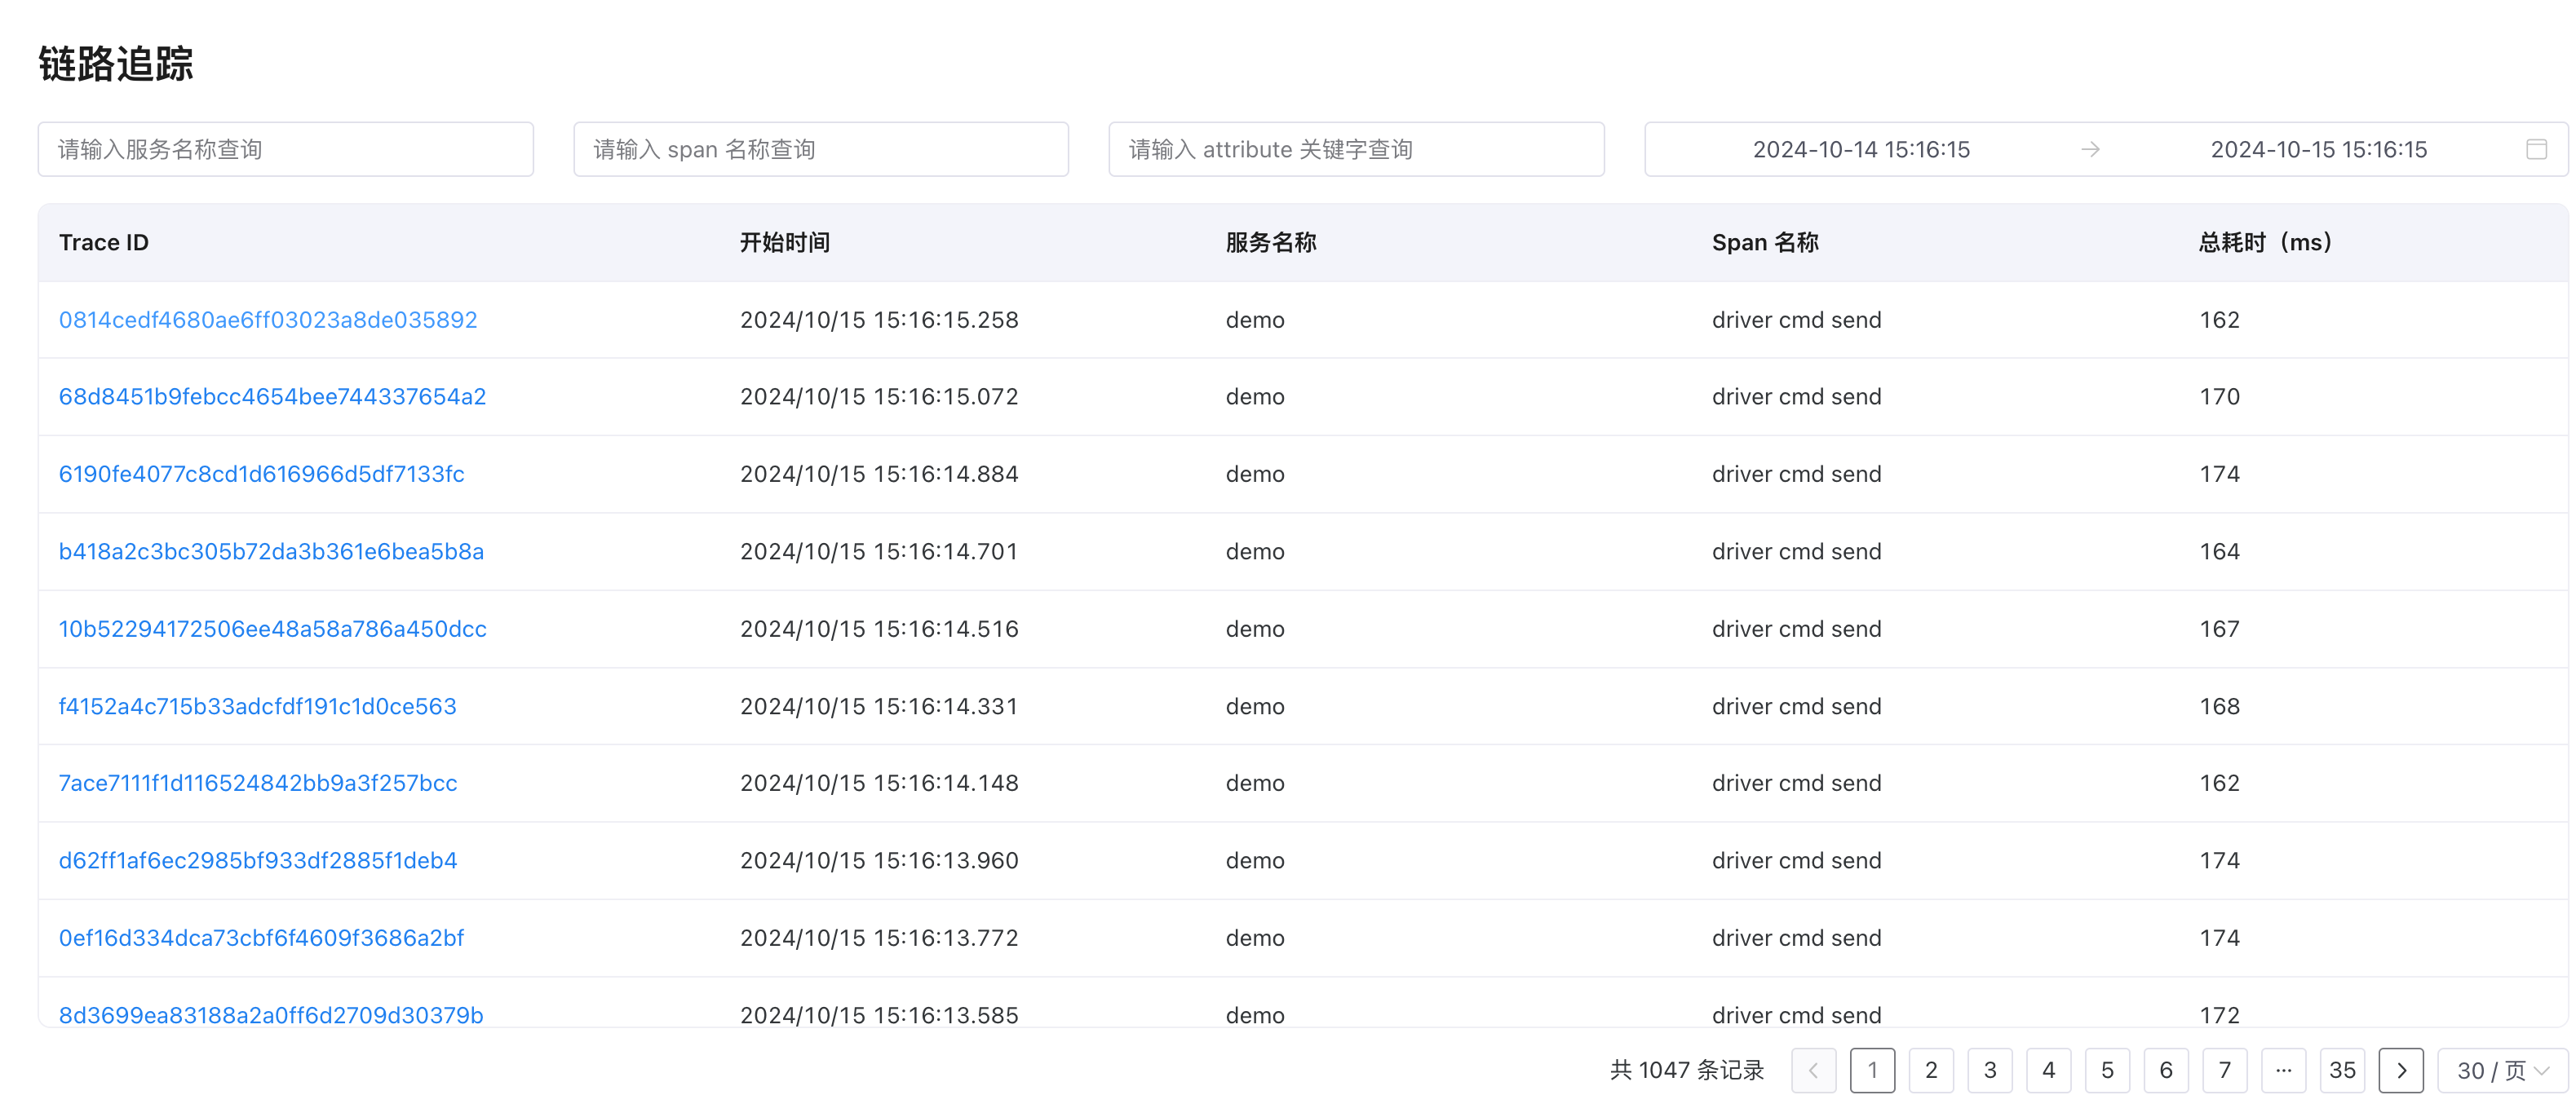 链路追踪
请输入服务名称查询 请输入 span 名称查询 请输入 attribute 关键字查询 2024-10-14 15:16:15 → 2024-10-15 15:16:15
Trace ID 开始时间 服务名称 Span 名称 总耗时（ms）
0814cedf4680ae6ff03023a8de035892 2024/10/15 15:16:15.258 demo driver cmd send 162
68d8451b9febcc4654bee744337654a2 2024/10/15 15:16:15.072 demo driver cmd send 170
6190fe4077c8cd1d616966d5df7133fc 2024/10/15 15:16:14.884 demo driver cmd send 174
b418a2c3bc305b72da3b361e6bea5b8a 2024/10/15 15:16:14.701 demo driver cmd send 164
10b52294172506ee48a58a786a450dcc 2024/10/15 15:16:14.516 demo driver cmd send 167
f4152a4c715b33adcfdf191c1d0ce563 2024/10/15 15:16:14.331 demo driver cmd send 168
7ace7111f1d116524842bb9a3f257bcc 2024/10/15 15:16:14.148 demo driver cmd send 162
d62ff1af6ec2985bf933df2885f1deb4 2024/10/15 15:16:13.960 demo driver cmd send 174
0ef16d334dca73cbf6f4609f3686a2bf 2024/10/15 15:16:13.772 demo driver cmd send 174
8d3699ea83188a2a0ff6d2709d30379b 2024/10/15 15:16:13.585 demo driver cmd send 172
共 1047 条记录 < 1 2 3 4 5 6 7 ··· 35 > 30 / 页